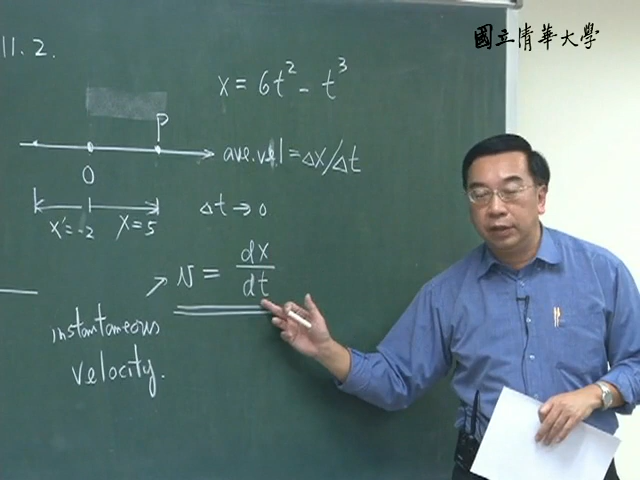 國立清華大學
11.2.
x = 6t² - t³
P
ave.vel = Δx/Δt
O
x'=-2 x=5
Δt → 0
v = dx/dt
instantaneous
velocity.